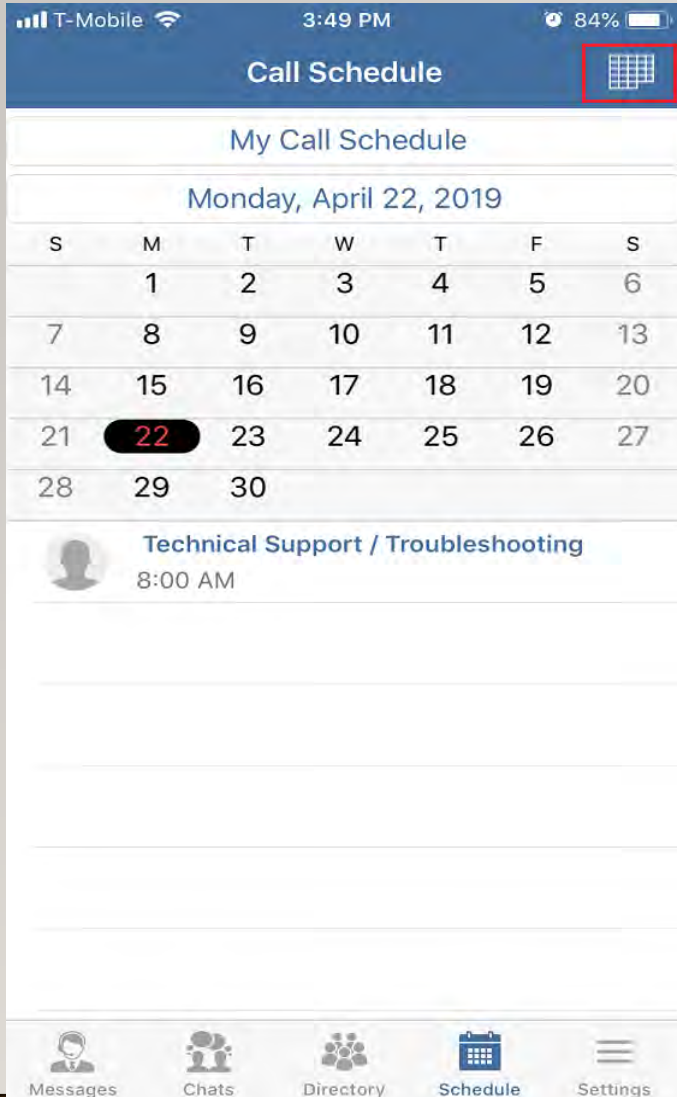 T-Mobile 3:49 PM 84%
Call Schedule
My Call Schedule
Monday, April 22, 2019
S M T W T F S
1 2 3 4 5 6
7 8 9 10 11 12 13
14 15 16 17 18 19 20
21 22 23 24 25 26 27
28 29 30
Technical Support / Troubleshooting
8:00 AM
Messages Chats Directory Schedule Settings